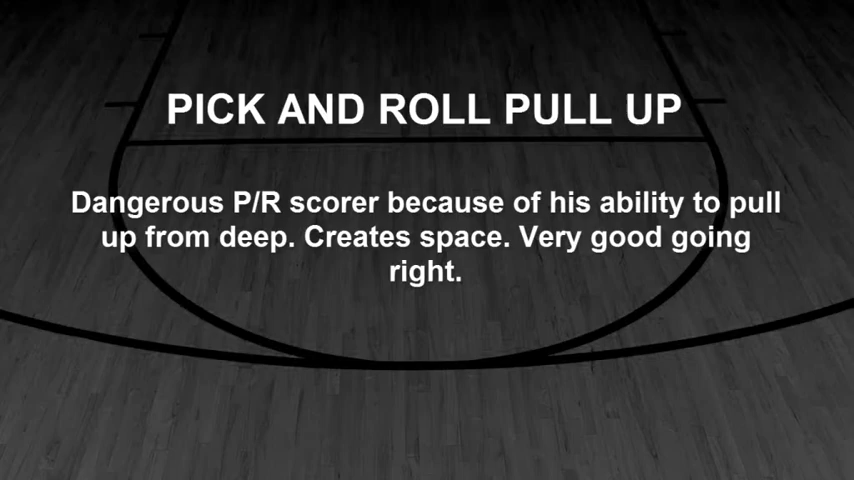 PICK AND ROLL PULL UP
Dangerous P/R scorer because of his ability to pull
up from deep. Creates space. Very good going
right.